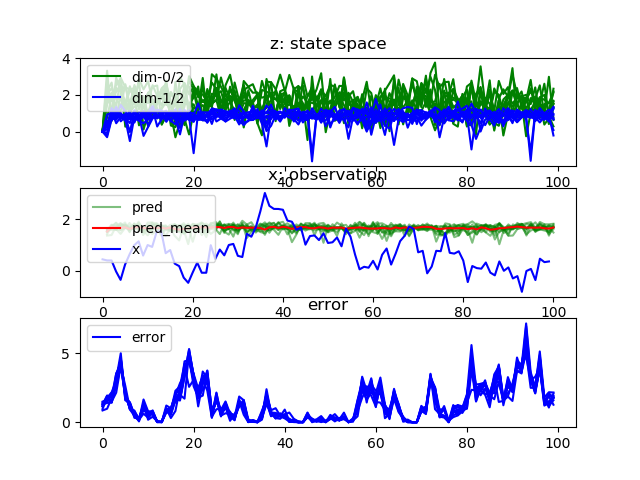 z: state space
4
2
0
dim-0/2
dim-1/2
0 20 40 60 80 100
x: observation
2
0
pred
pred_mean
x
0 20 40 60 80 100
error
5
0
error
0 20 40 60 80 100